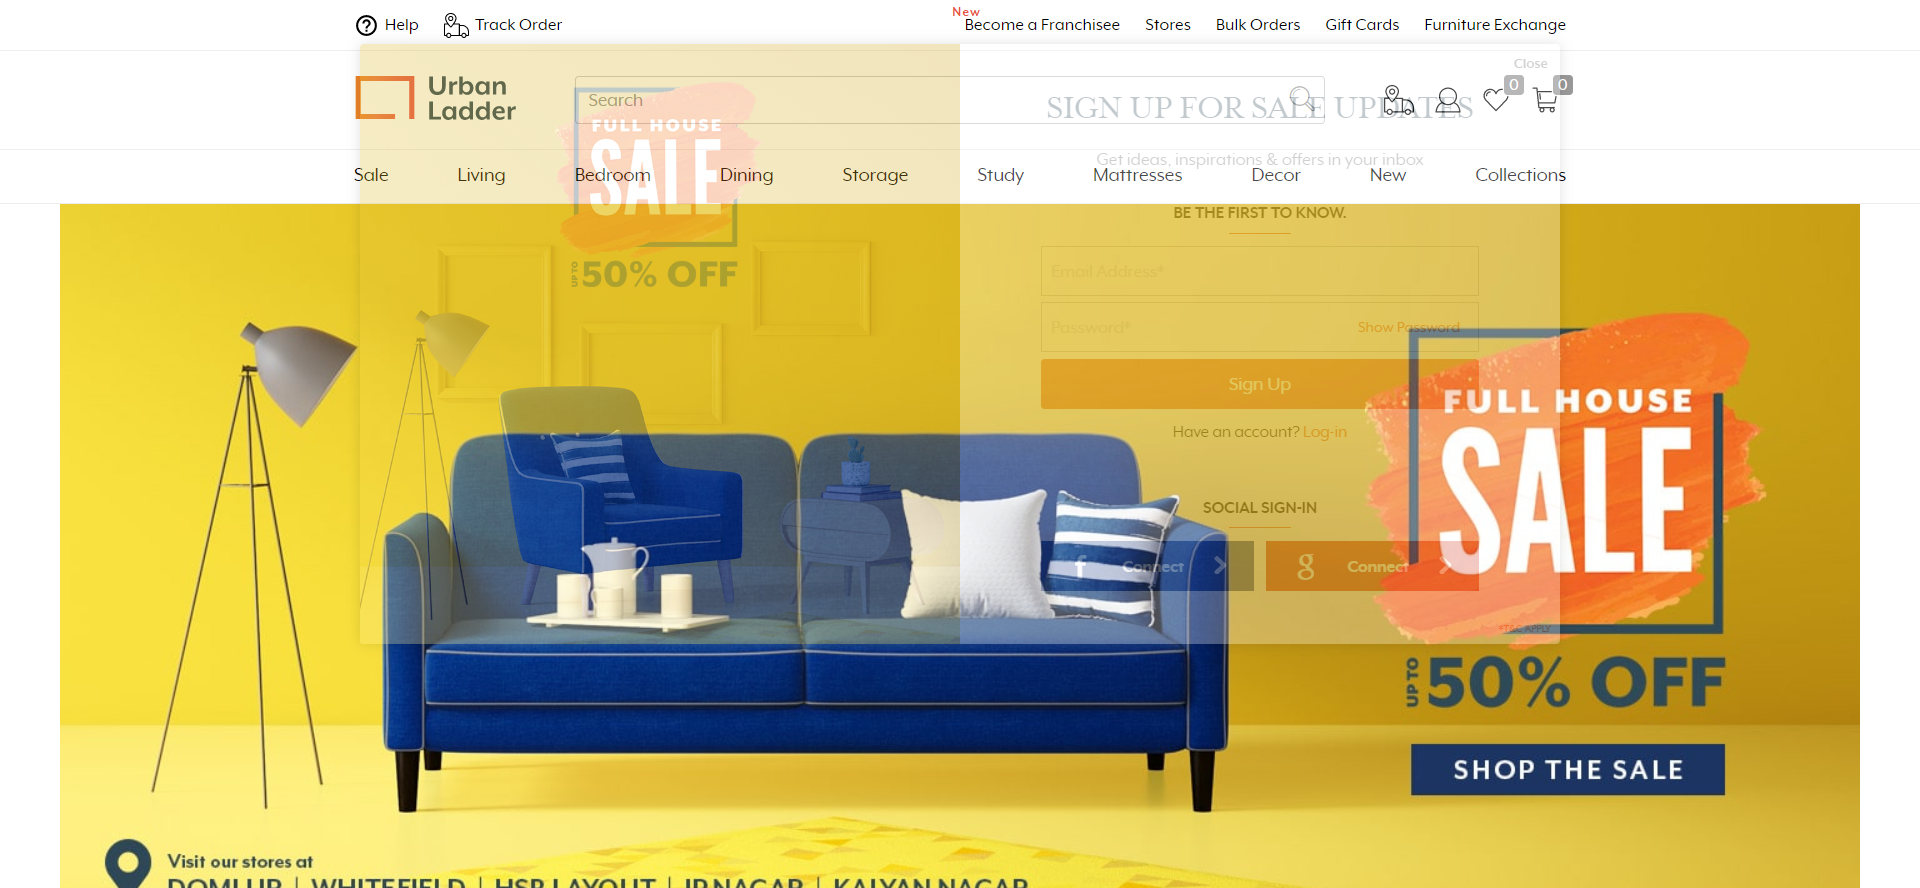 New
Help
Track Order
Become a Franchisee
Stores
Bulk Orders
Gift Cards
Furniture Exchange
Close
Urban
Ladder
Search
0
0
SIGN UP FOR SALE UPDATES
Get ideas, inspirations & offers in your inbox
Sale
Living
Bedroom
Dining
Storage
Study
Mattresses
Decor
New
Collections
FULL HOUSE
SALE
UP TO
50% OFF
BE THE FIRST TO KNOW.
Email Address*
Password*
Show Password
Sign Up
Have an account? Log-in
SOCIAL SIGN-IN
f Connect
g Connect
*T&C APPLY
FULL HOUSE
SALE
UP TO
50% OFF
SHOP THE SALE
Visit our stores at
DOMLUR | WHITEFIELD | HSR LAYOUT | JP NAGAR | KALYAN NAGAR